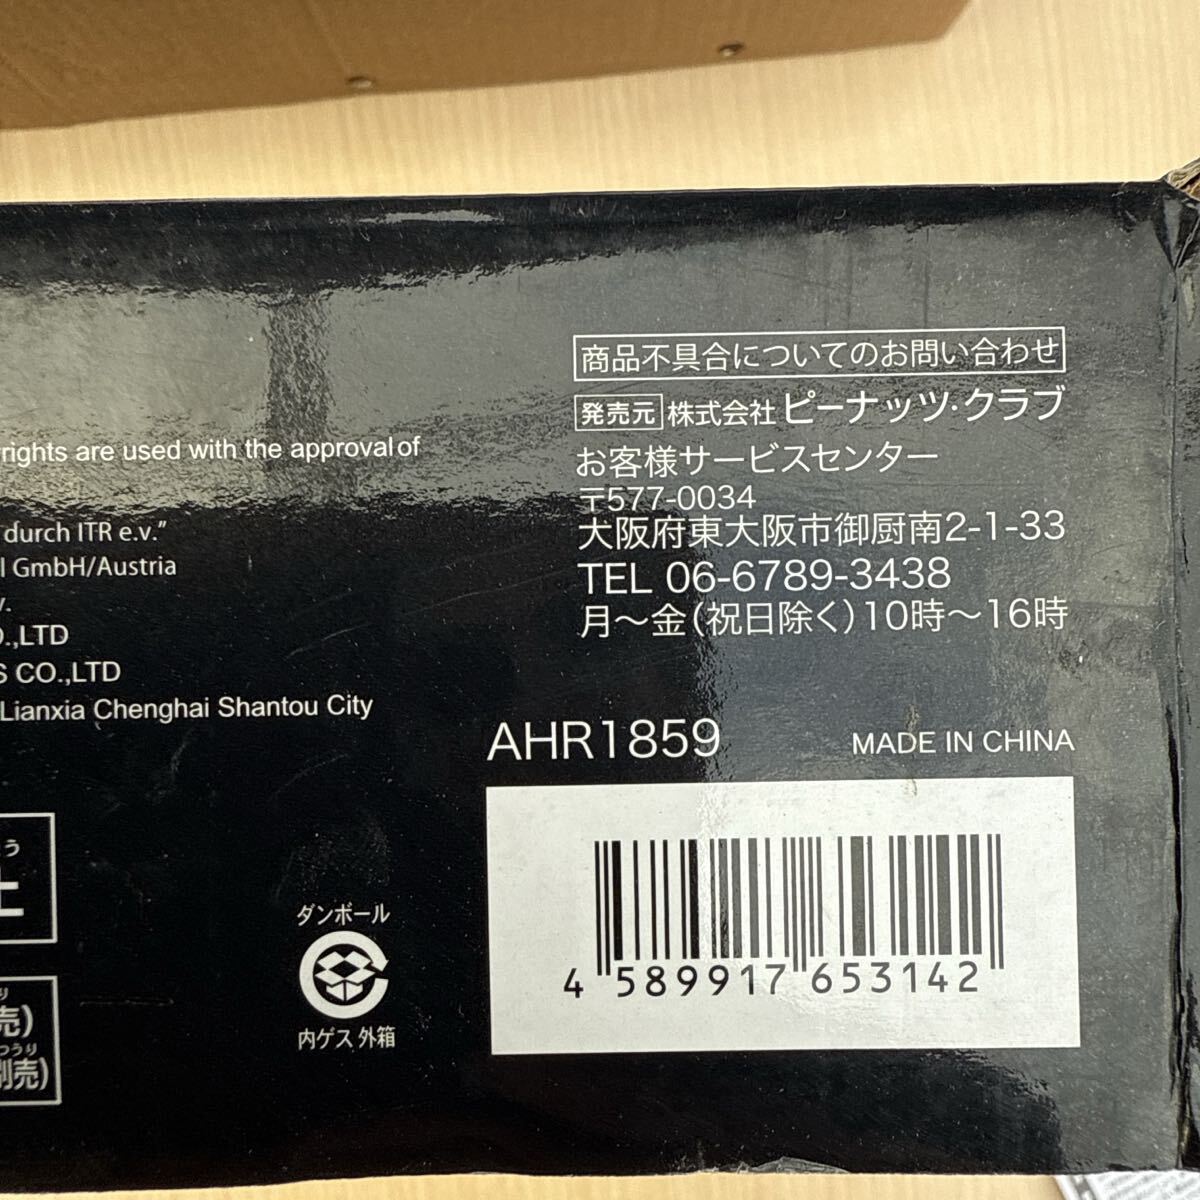 rights are used with the approval of
durch ITR e.v."
GmbH/Austria
CO.,LTD
Lianxia Chenghai Shantou City
商品不具合についてのお問い合わせ
発売元 株式会社 ピーナッツ・クラブ
お客様サービスセンター
〒577-0034
大阪府東大阪市御厨南2-1-33
TEL 06-6789-3438
月～金(祝日除く)10時～16時
AHR1859
MADE IN CHINA
ダンボール
内ゲス 外箱
4 589917 653142